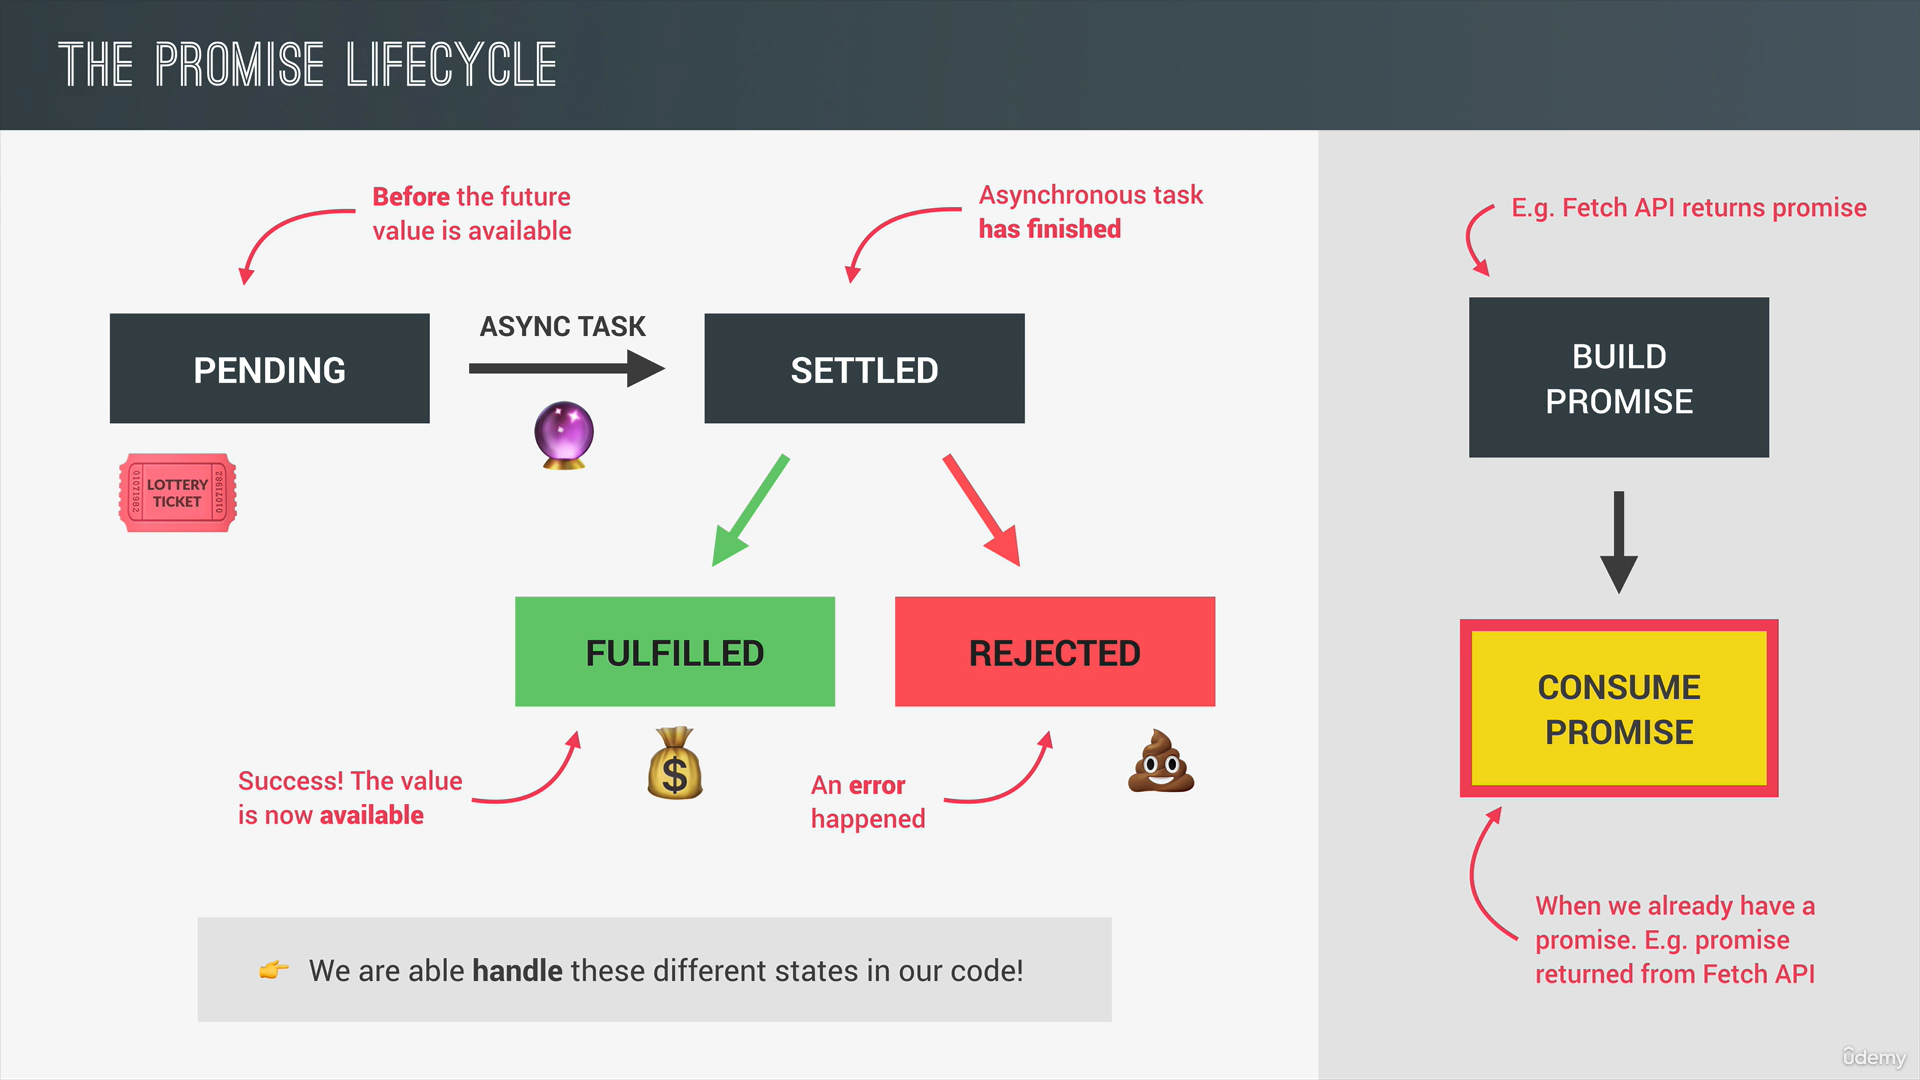 THE PROMISE LIFECYCLE
Before the future
value is available
Asynchronous task
has finished
PENDING
ASYNC TASK
SETTLED
LOTTERY
TICKET
01071982
01071982
FULFILLED
REJECTED
Success! The value
is now available
$
An error
happened
👉 We are able handle these different states in our code!
E.g. Fetch API returns promise
BUILD
PROMISE
CONSUME
PROMISE
When we already have a
promise. E.g. promise
returned from Fetch API
ûdemy